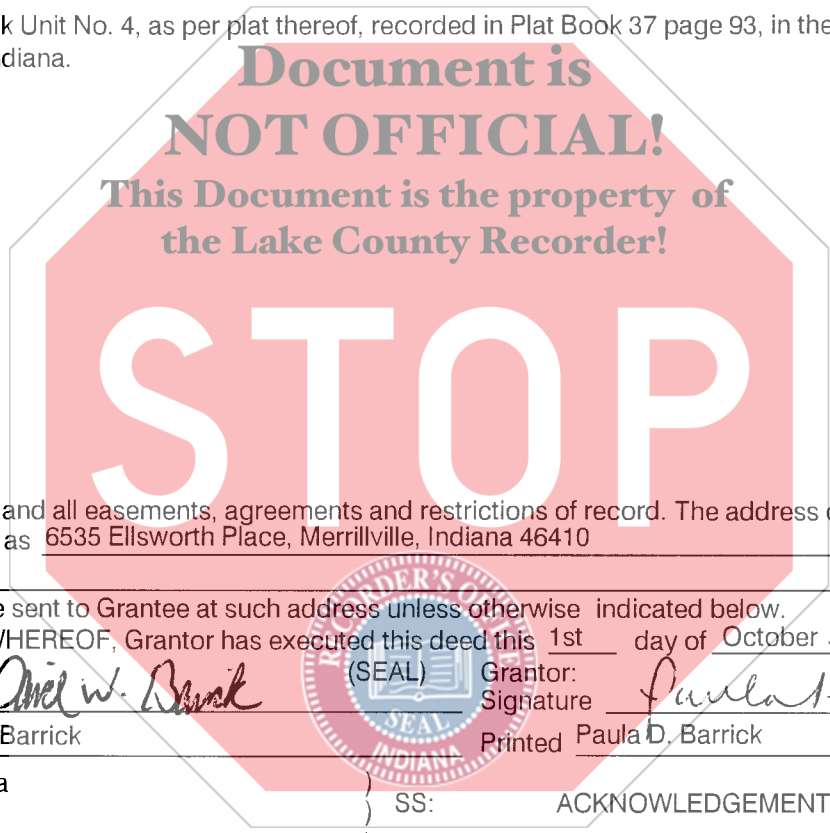 k Unit No. 4, as per plat thereof, recorded in Plat Book 37 page 93, in the
diana.
Document is
NOT OFFICIAL!
This Document is the property of
the Lake County Recorder!
STOP
and all easements, agreements and restrictions of record. The address
as 6535 Ellsworth Place, Merrillville, Indiana 46410
e sent to Grantee at such address unless otherwise indicated below.
WHEREOF, Grantor has executed this deed this 1st day of October
W. Barrick (SEAL) Grantor:
Signature Paula
Barrick Printed Paula D. Barrick
a
) SS: ACKNOWLEDGEMENT
)
RECORDER'S OFFICE
SEAL
INDIANA